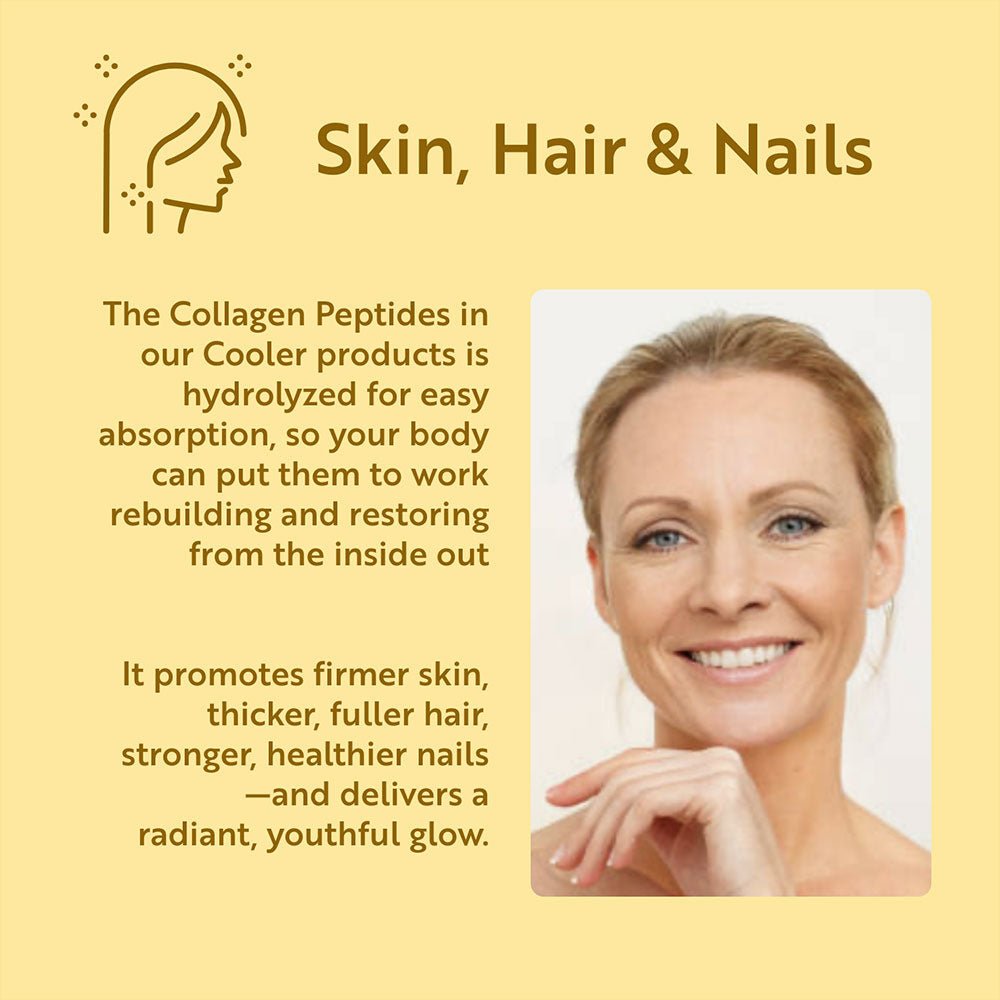 Skin, Hair & Nails
The Collagen Peptides in
our Cooler products is
hydrolyzed for easy
absorption, so your body
can put them to work
rebuilding and restoring
from the inside out
It promotes firmer skin,
thicker, fuller hair,
stronger, healthier nails
—and delivers a
radiant, youthful glow.